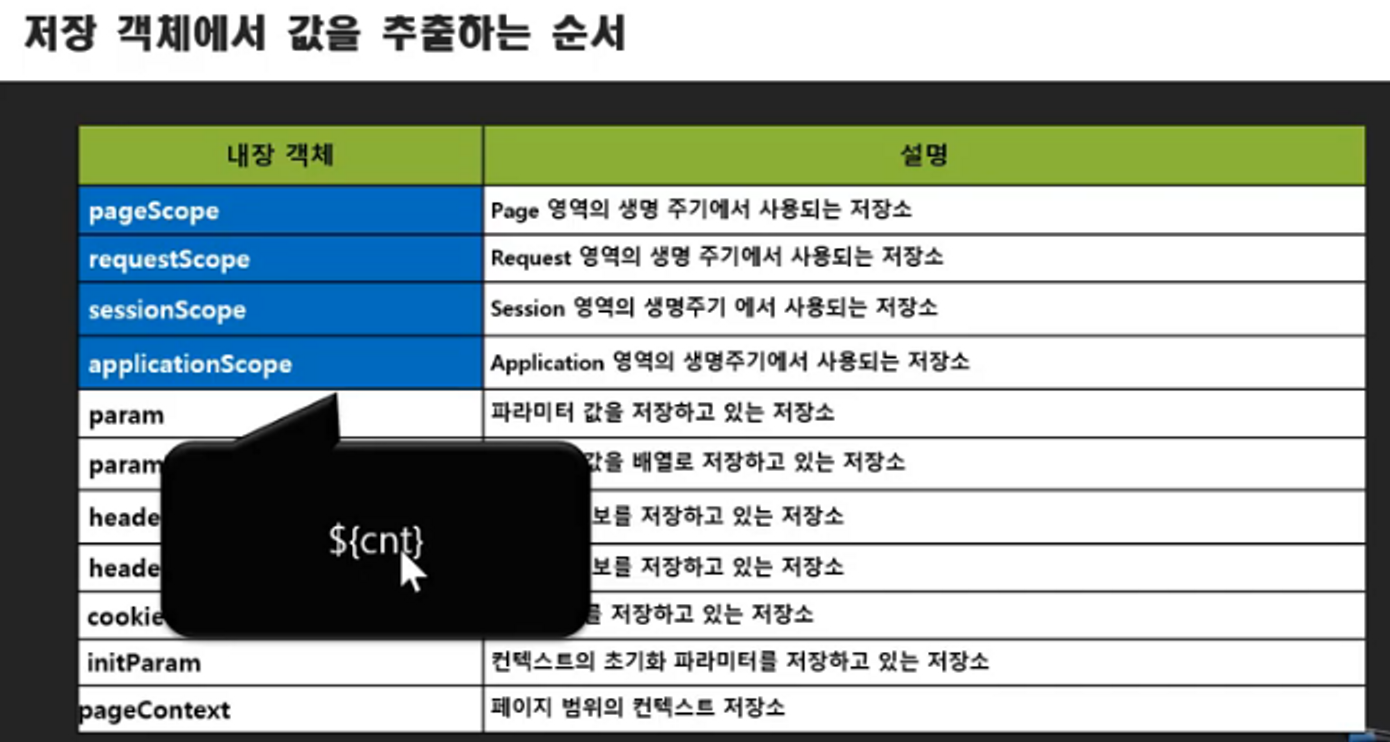 저장 객체에서 값을 추출하는 순서
내장 객체 설명
pageScope Page 영역의 생명 주기에서 사용되는 저장소
requestScope Request 영역의 생명 주기에서 사용되는 저장소
sessionScope Session 영역의 생명주기 에서 사용되는 저장소
applicationScope Application 영역의 생명주기에서 사용되는 저장소
param 파라미터 값을 저장하고 있는 저장소
param 값을 배열로 저장하고 있는 저장소
heade 보를 저장하고 있는 저장소
${cnt}
heade 보를 저장하고 있는 저장소
cookie 를 저장하고 있는 저장소
initParam 컨텍스트의 초기화 파라미터를 저장하고 있는 저장소
pageContext 페이지 범위의 컨텍스트 저장소